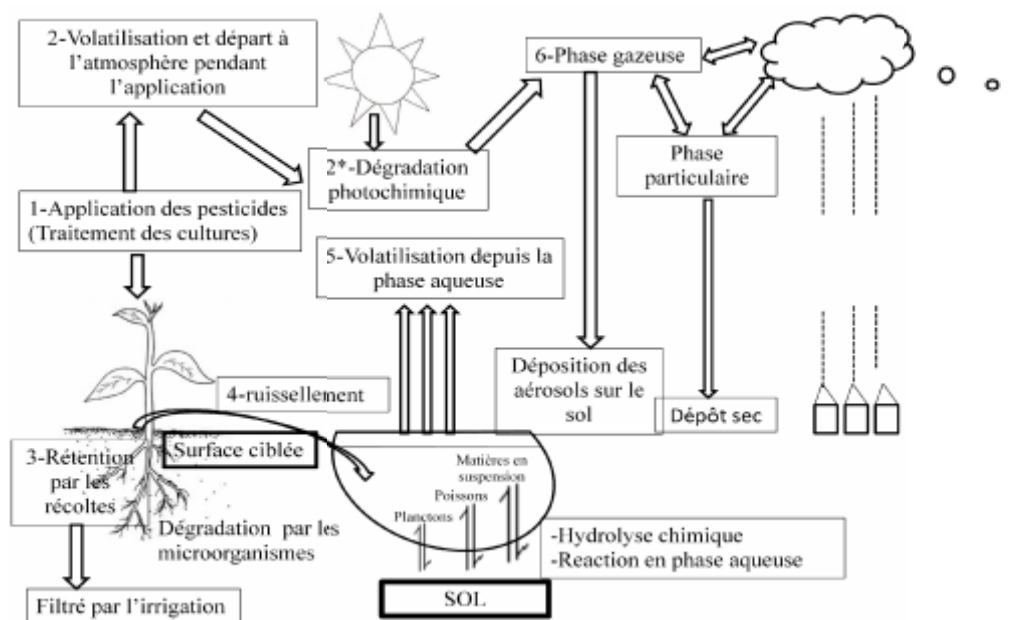 2-Volatilisation et départ à
l'atmosphère pendant
l'application
6-Phase gazeuse
2*-Dégradation
photochimique
Phase
particulaire
1-Application des pesticides
(Traitement des cultures)
5-Volatilisation depuis la
phase aqueuse
Déposition des
aérosols sur le
sol
Dépôt sec
4-ruissellement
Surface ciblée
3-Rétention
par les
récoltes
Matières en
suspension
Poissons
Planctons
Dégradation par les
microorganismes
-Hydrolyse chimique
-Reaction en phase aqueuse
Filtré par l'irrigation
SOL